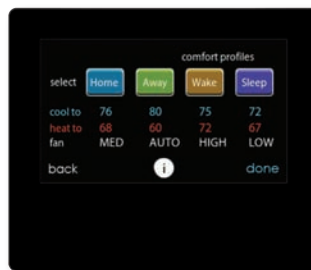 comfort profiles
select Home Away Wake Sleep
cool to 76 80 75 72
heat to 68 60 72 67
fan MED AUTO HIGH LOW
back i done